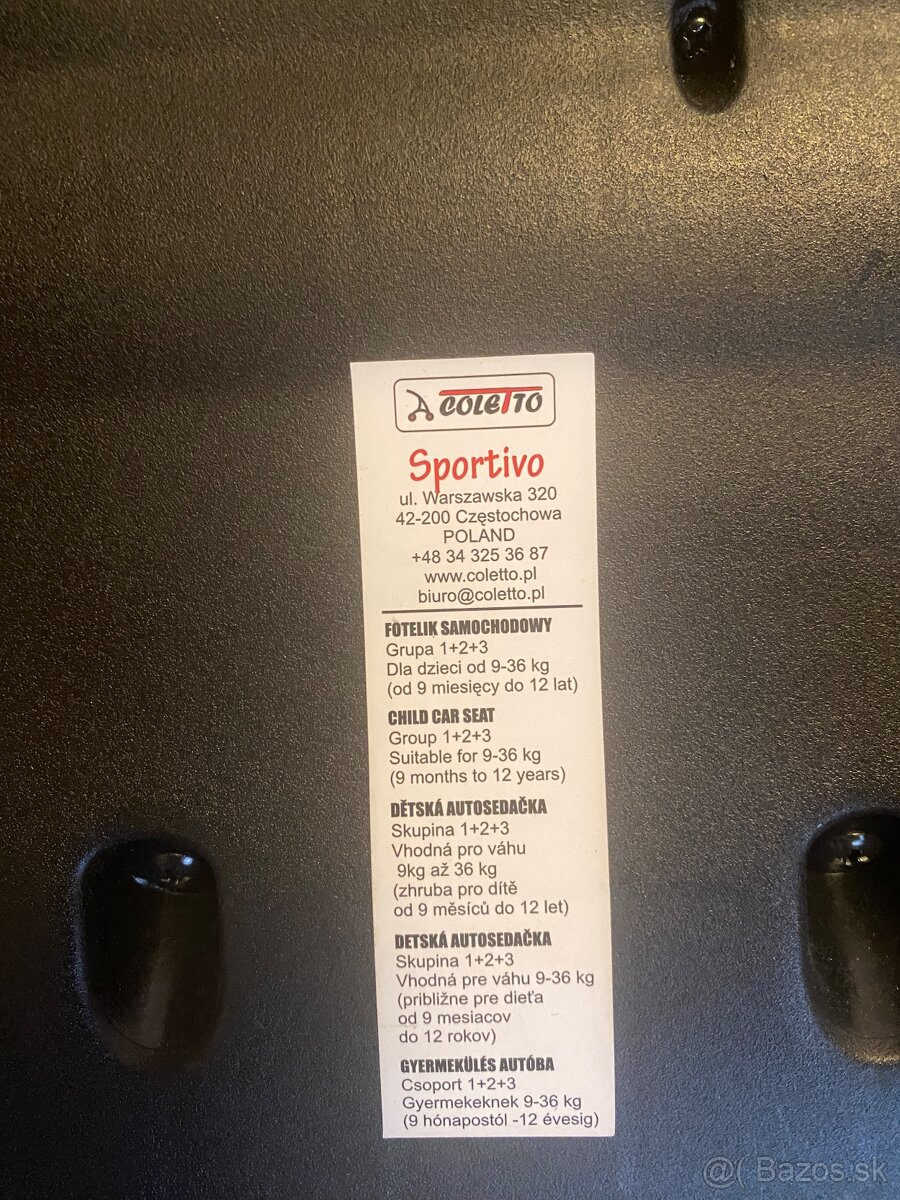 COLETTO
Sportivo
ul. Warszawska 320
42-200 Częstochowa
POLAND
+48 34 325 36 87
www.coletto.pl
biuro@coletto.pl
FOTELIK SAMOCHODOWY
Grupa 1+2+3
Dla dzieci od 9-36 kg
(od 9 miesięcy do 12 lat)
CHILD CAR SEAT
Group 1+2+3
Suitable for 9-36 kg
(9 months to 12 years)
DĚTSKÁ AUTOSEDAČKA
Skupina 1+2+3
Vhodná pro váhu
9kg až 36 kg
(zhruba pro dítě
od 9 měsíců do 12 let)
DETSKÁ AUTOSEDAČKA
Skupina 1+2+3
Vhodná pre váhu 9-36 kg
(približne pre dieťa
od 9 mesiacov
do 12 rokov)
GYERMEKÜLÉS AUTÓBA
Csoport 1+2+3
Gyermekeknek 9-36 kg
(9 hónapostól -12 évesig)
@( Bazos.sk